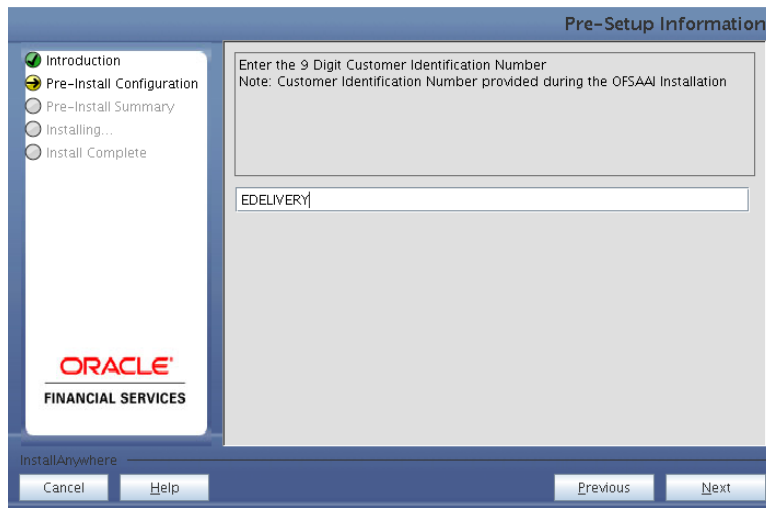 Pre-Setup Information
Introduction
Pre-Install Configuration
Pre-Install Summary
Installing...
Install Complete
Enter the 9 Digit Customer Identification Number
Note: Customer Identification Number provided during the OFSAAI Installation
EDELIVERY
ORACLE
FINANCIAL SERVICES
InstallAnywhere
Cancel
Help
Previous
Next